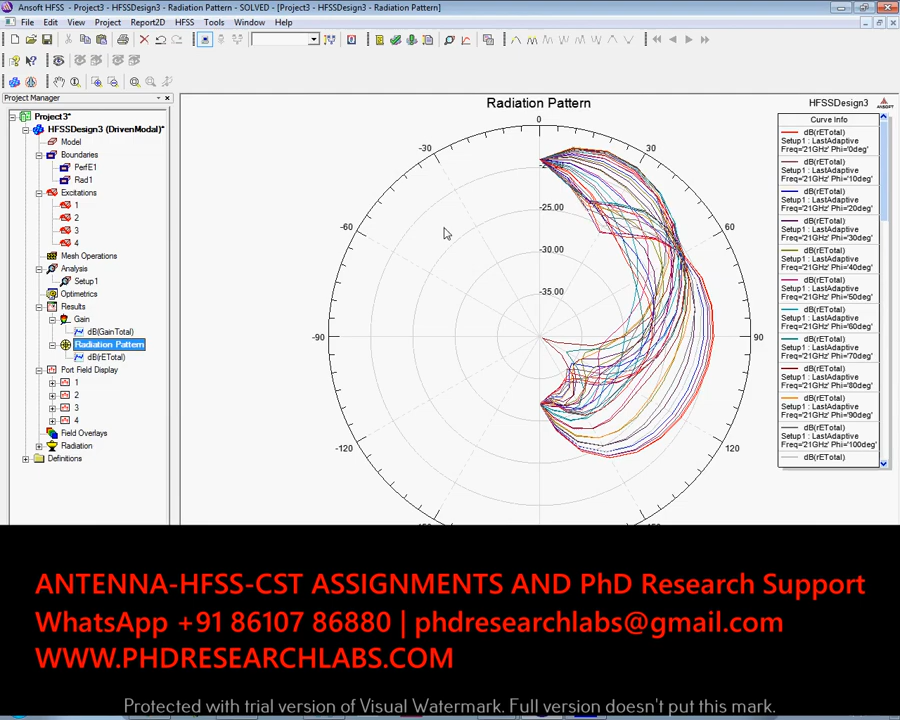 Ansoft HFSS - Project3 - HFSSDesign3 - Radiation Pattern - SOLVED - [Project3 - HFSSDesign3 - Radiation Pattern]
File Edit View Project Report2D HFSS Tools Window Help
Project Manager
Project3*
HFSSDesign3 (DrivenModal)*
Model
Boundaries
PerfE1
Rad1
Excitations
1
2
3
4
Mesh Operations
Analysis
Setup1
Optimetrics
Results
Gain
dB(GainTotal)
Radiation Pattern
dB(rETotal)
Port Field Display
1
2
3
4
Field Overlays
Radiation
Definitions
Radiation Pattern
HFSSDesign3
ANSOFT
0
-30
30
-60
60
-90
90
-120
120
-25.00
-30.00
-35.00
Curve Info
dB(rETotal)
Setup1 : LastAdaptive
Freq='21GHz' Phi='0deg'
dB(rETotal)
Setup1 : LastAdaptive
Freq='21GHz' Phi='10deg'
dB(rETotal)
Setup1 : LastAdaptive
Freq='21GHz' Phi='20deg'
dB(rETotal)
Setup1 : LastAdaptive
Freq='21GHz' Phi='30deg'
dB(rETotal)
Setup1 : LastAdaptive
Freq='21GHz' Phi='40deg'
dB(rETotal)
Setup1 : LastAdaptive
Freq='21GHz' Phi='50deg'
dB(rETotal)
Setup1 : LastAdaptive
Freq='21GHz' Phi='60deg'
dB(rETotal)
Setup1 : LastAdaptive
Freq='21GHz' Phi='70deg'
dB(rETotal)
Setup1 : LastAdaptive
Freq='21GHz' Phi='80deg'
dB(rETotal)
Setup1 : LastAdaptive
Freq='21GHz' Phi='90deg'
dB(rETotal)
Setup1 : LastAdaptive
Freq='21GHz' Phi='100deg'
dB(rETotal)
ANTENNA-HFSS-CST ASSIGNMENTS AND PhD Research Support
WhatsApp +91 86107 86880 | phdresearchlabs@gmail.com
WWW.PHDRESEARCHLABS.COM
Protected with trial version of Visual Watermark. Full version doesn't put this mark.